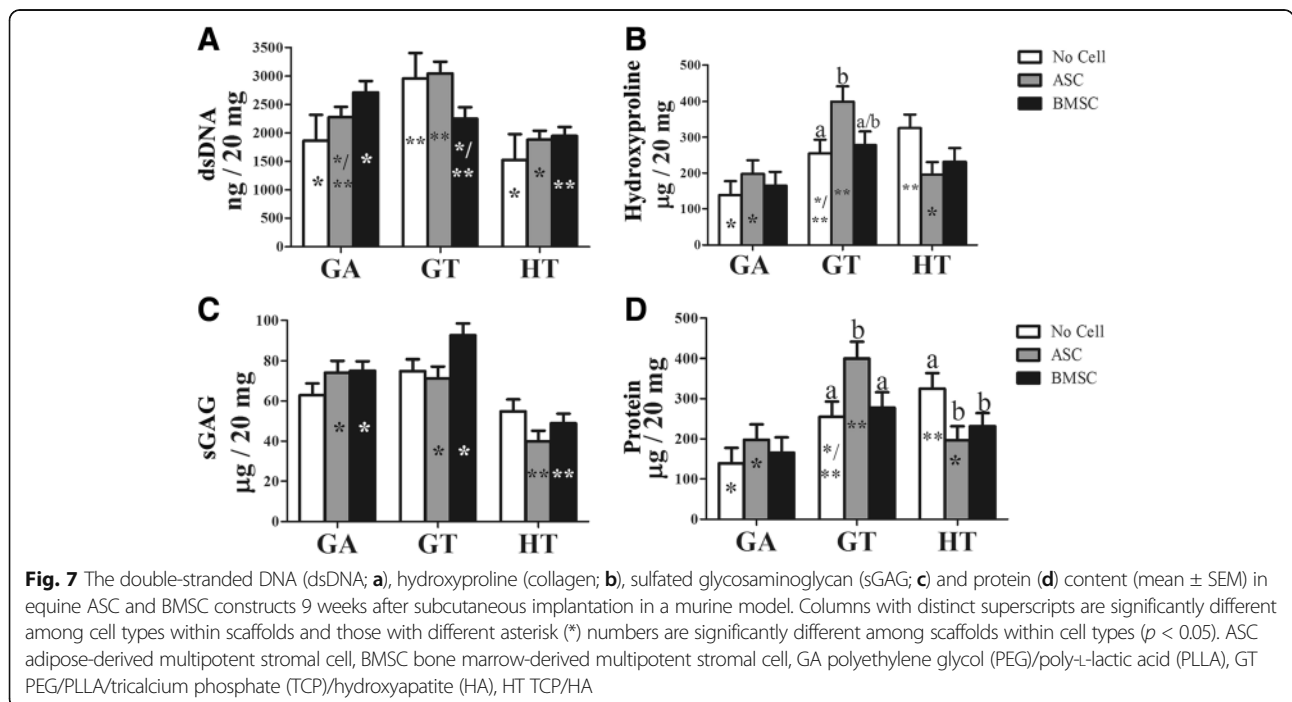 A
dsDNA
ng / 20 mg
3500
3000
2500
2000
1500
1000
500
0
*
*/
**
*
**
**
*/
**
*
*
**
GA GT HT
B
Hydroxyproline
µg / 20 mg
500
400
300
200
100
0
a
b
a/b
*
*
*/
**
**
**
*
GA GT HT
No Cell
ASC
BMSC
C
sGAG
µg / 20 mg
100
80
60
40
20
0
*
*
*
*
**
**
GA GT HT
D
Protein
µg / 20 mg
500
400
300
200
100
0
a
b
a
a
b
b
*
*
*/
**
**
**
*
GA GT HT
No Cell
ASC
BMSC
Fig. 7 The double-stranded DNA (dsDNA; a), hydroxyproline (collagen; b), sulfated glycosaminoglycan (sGAG; c) and protein (d) content (mean ± SEM) in
equine ASC and BMSC constructs 9 weeks after subcutaneous implantation in a murine model. Columns with distinct superscripts are significantly different
among cell types within scaffolds and those with different asterisk (*) numbers are significantly different among scaffolds within cell types (p < 0.05). ASC
adipose-derived multipotent stromal cell, BMSC bone marrow-derived multipotent stromal cell, GA polyethylene glycol (PEG)/poly-L-lactic acid (PLLA), GT
PEG/PLLA/tricalcium phosphate (TCP)/hydroxyapatite (HA), HT TCP/HA